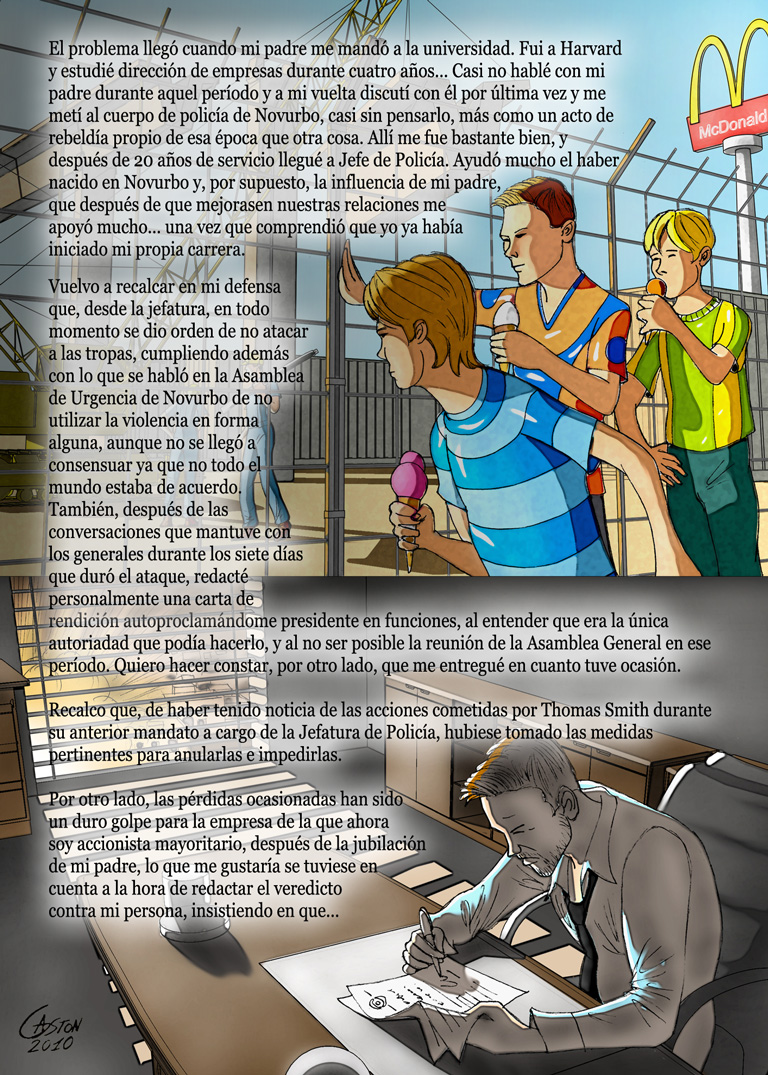 El problema llegó cuando mi padre me mandó a la universidad. Fui a Harvard
y estudié dirección de empresas durante cuatro años... Casi no hablé con mi
padre durante aquel período y a mi vuelta discutí con él por última vez y me
metí al cuerpo de policía de Novurbo, casi sin pensarlo, más como un acto de
rebeldía propio de esa época que otra cosa. Allí me fue bastante bien, y
después de 20 años de servicio llegué a Jefe de Policía. Ayudó mucho el haber
nacido en Novurbo y, por supuesto, la influencia de mi padre,
que después de que mejorasen nuestras relaciones me
apoyó mucho... una vez que comprendió que yo ya había
iniciado mi propia carrera.
McDonald
Vuelvo a recalcar en mi defensa
que, desde la jefatura, en todo
momento se dio orden de no atacar
a las tropas, cumpliendo además
con lo que se habló en la Asamblea
de Urgencia de Novurbo de no
utilizar la violencia en forma
alguna, aunque no se llegó a
consensuar ya que no todo el
mundo estaba de acuerdo.
También, después de las
conversaciones que mantuve con
los generales durante los siete días
que duró el ataque, redacté
personalmente una carta de
rendición autoproclamándome presidente en funciones, al entender que era la única
autoriadad que podía hacerlo, y al no ser posible la reunión de la Asamblea General en ese
período. Quiero hacer constar, por otro lado, que me entregué en cuanto tuve ocasión.
Recalco que, de haber tenido noticia de las acciones cometidas por Thomas Smith durante
su anterior mandato a cargo de la Jefatura de Policía, hubiese tomado las medidas
pertinentes para anularlas e impedirlas.
Por otro lado, las pérdidas ocasionadas han sido
un duro golpe para la empresa de la que ahora
soy accionista mayoritario, después de la jubilación
de mi padre, lo que me gustaría se tuviese en
cuenta a la hora de redactar el veredicto
contra mi persona, insistiendo en que...
GASTON
2010